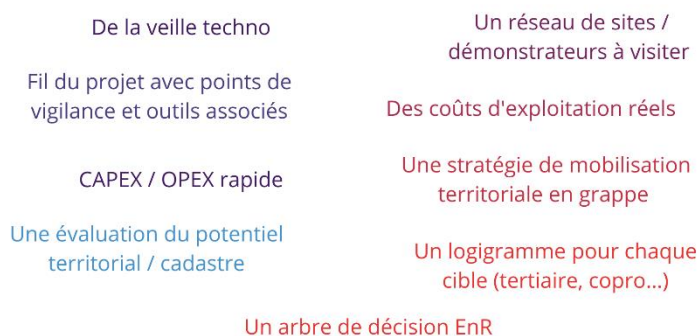 De la veille techno
Fil du projet avec points de
vigilance et outils associés
CAPEX / OPEX rapide
Une évaluation du potentiel
territorial / cadastre
Un réseau de sites /
démonstrateurs à visiter
Des coûts d'exploitation réels
Une stratégie de mobilisation
territoriale en grappe
Un logigramme pour chaque
cible (tertiaire, copro...)
Un arbre de décision EnR